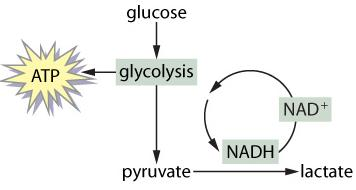 glucose
ATP
glycolysis
NAD⁺
NADH
pyruvate
lactate